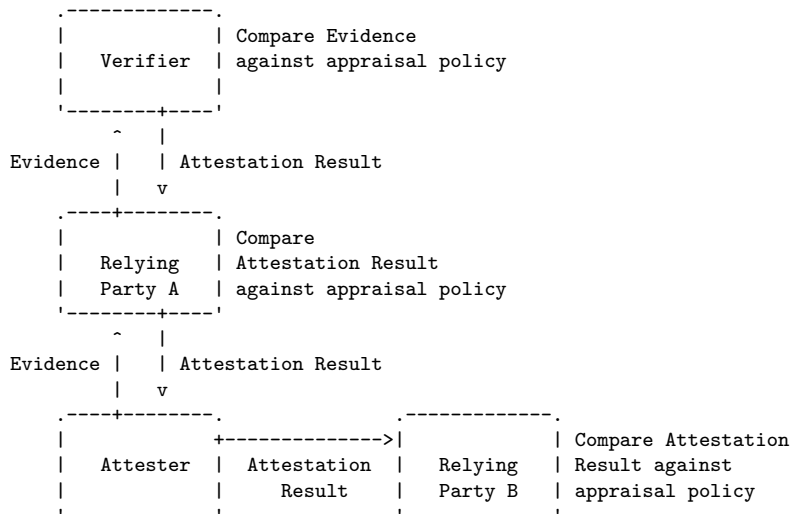 Compare Evidence
Verifier against appraisal policy
Evidence Attestation Result
Compare
Relying Attestation Result
Party A against appraisal policy
Evidence Attestation Result
Compare Attestation
Attester Attestation Relying Result against
Result Party B appraisal policy